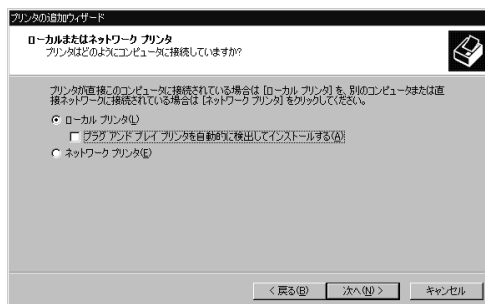 プリンタの追加ウィザード
ローカルまたはネットワーク プリンタ
プリンタはどのようにコンピュータに接続していますか?
プリンタが直接このコンピュータに接続されている場合は [ローカル プリンタ] を、別のコンピュータまたは直
接ネットワークに接続されている場合は [ネットワーク プリンタ] をクリックしてください。
ローカル プリンタ(L)
プラグ アンド プレイ プリンタを自動的に検出してインストールする(A)
ネットワーク プリンタ(E)
< 戻る(B) 次へ(N) > キャンセル